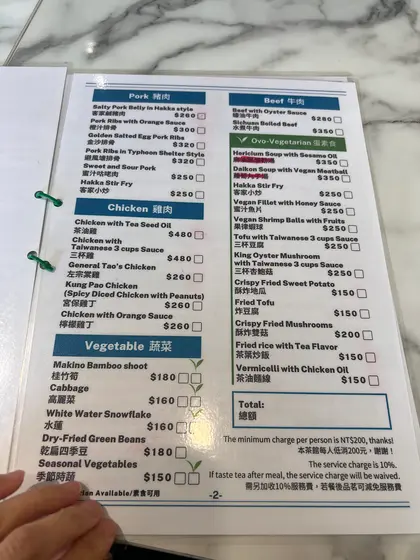 Pork 豬肉
Salty Pork Belly in Hakka style
客家鹹豬肉 $260
Pork Ribs with Orange Sauce
橙汁排骨 $300
Golden Salted Egg Pork Ribs
金沙排骨 $320
Pork Ribs in Typhoon Shelter Style
避風塘排骨 $320
Sweet and Sour Pork
蜜汁咕咾肉 $250
Hakka Stir Fry
客家小炒 $250
Chicken 雞肉
Chicken with Tea Seed Oil
茶油雞 $480
Chicken with
Taiwanese 3 cups Sauce
三杯雞 $480
General Tao's Chicken
左宗棠雞 $260
Kung Pao Chicken
(Spicy Diced Chicken with Peanuts)
宮保雞丁 $260
Chicken with Orange Sauce
檸檬雞丁 $260
Vegetable 蔬菜
Makino Bamboo shoot
桂竹筍 $180
Cabbage
高麗菜 $160
White Water Snowflake
水蓮 $160
Dry-Fried Green Beans
乾扁四季豆 $180
Seasonal Vegetables
季節時蔬 $150
Available/素食可用
Beef 牛肉
Beef with Oyster Sauce
蠔油牛肉 $280
Sichuan Boiled Beef
水煮牛肉 $350
Ovo-Vegetarian 蛋素食
Hericium Soup with Sesame Oil
$350
Daikon Soup with Vegan Meatball
$350
Hakka Stir Fry
客家小炒 $250
Vegan Fillet with Honey Sauce
蜜汁魚片 $250
Vegan Shrimp Balls with Fruits
果律蝦球 $250
Tofu with Taiwanese 3 cups Sauce
三杯豆腐 $250
King Oyster Mushroom
with Taiwanese 3 cups Sauce
三杯杏鮑菇 $250
Crispy Fried Sweet Potato
酥炸地瓜 $150
Fried Tofu
炸豆腐 $150
Crispy Fried Mushrooms
酥炸雙菇 $200
Fried rice with Tea Flavor
茶葉炒飯 $150
Vermicelli with Chicken Oil
茶油麵線 $150
Total:
總額
The minimum charge per person is NT$200, thanks!
本茶館每人低消200元，謝謝！
The service charge is 10%.
If taste tea after meal, the service charge will be waived.
需另加收10%服務費，若餐後品茗可減免服務費
-2-